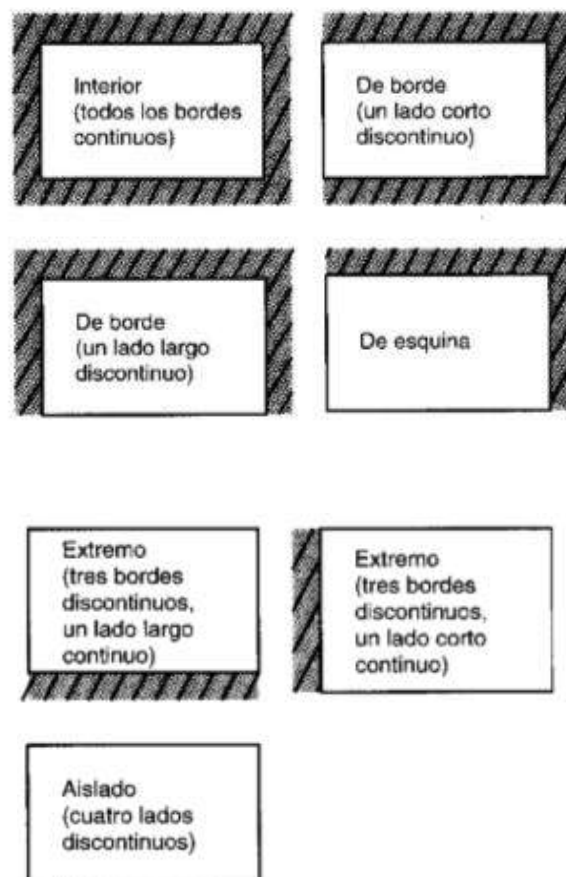 Interior
(todos los bordes
continuos)
De borde
(un lado corto
discontinuo)
De borde
(un lado largo
discontinuo)
De esquina
Extremo
(tres bordes
discontinuos,
un lado largo
continuo)
Extremo
(tres bordes
discontinuos,
un lado corto
continuo)
Aislado
(cuatro lados
discontinuos)